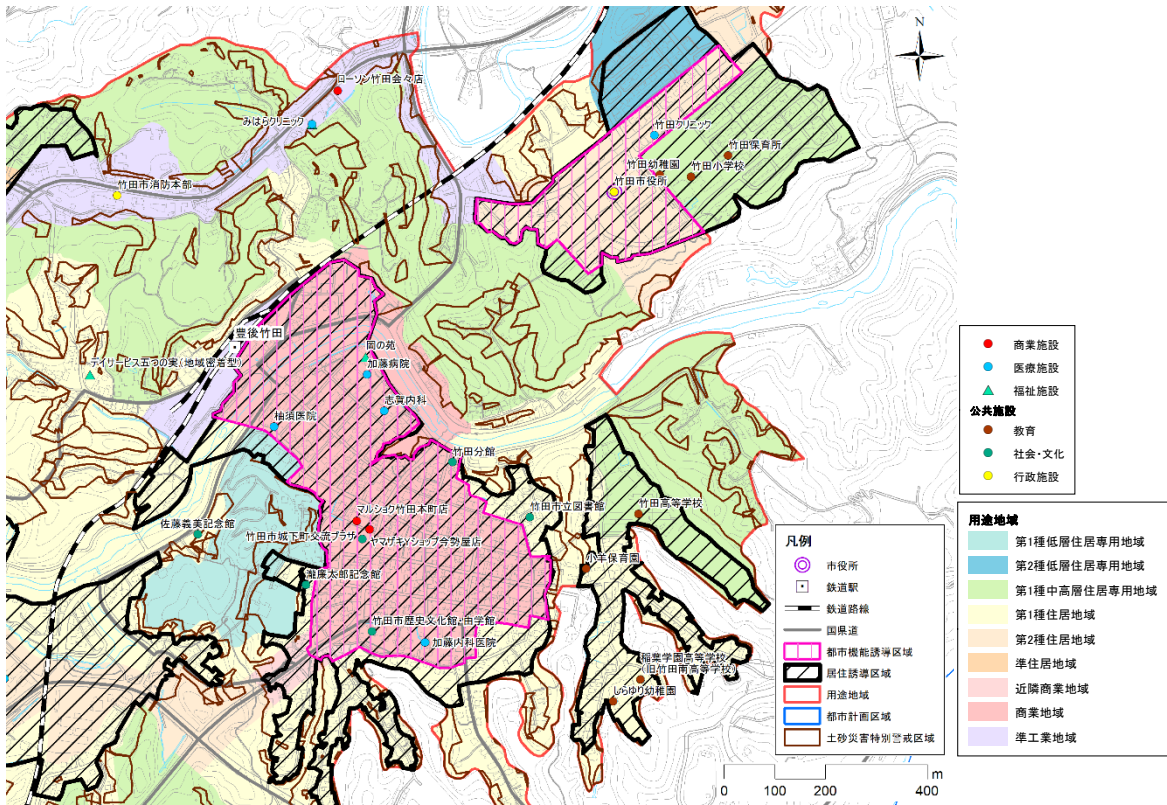 N
ローソン竹田会々店
みはらクリニック
竹田クリニック
竹田保育所
竹田幼稚園
竹田小学校
竹田市消防本部
竹田市役所
豊後竹田
デイサービス五つの実(地域密着型)
岡の苑
加藤病院
志賀内科
柚須医院
竹田分館
マルショク竹田本町店
竹田市立図書館
竹田高等学校
佐藤義美記念館
竹田市城下町交流プラザ
ヤマザキYショップ今勢屋店
小羊保育園
瀧廉太郎記念館
竹田市歴史文化館・由学館
加藤内科医院
稲葉学園高等学校
(旧竹田南高等学校)
しらゆり幼稚園
商業施設
医療施設
福祉施設
公共施設
教育
社会・文化
行政施設
凡例
市役所
鉄道駅
鉄道路線
国県道
都市機能誘導区域
居住誘導区域
用途地域
都市計画区域
土砂災害特別警戒区域
用途地域
第1種低層住居専用地域
第2種低層住居専用地域
第1種中高層住居専用地域
第1種住居地域
第2種住居地域
準住居地域
近隣商業地域
商業地域
準工業地域
0 100 200 400
m